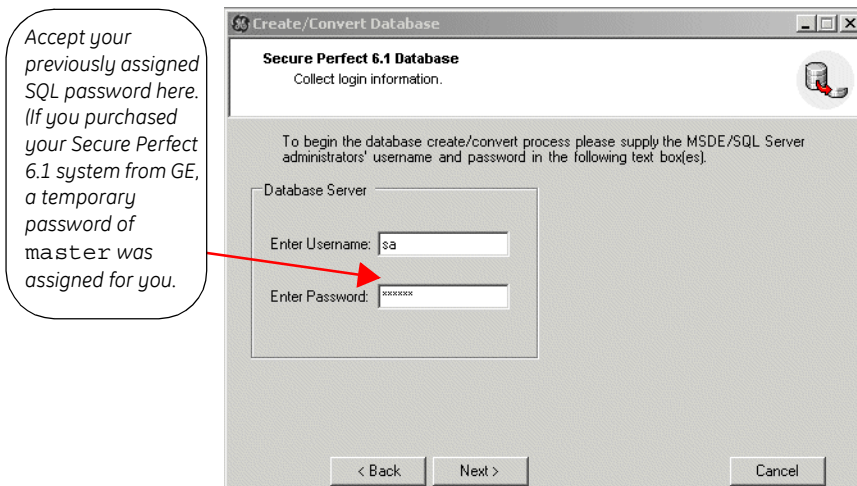 Accept your
previously assigned
SQL password here.
(If you purchased
your Secure Perfect
6.1 system from GE,
a temporary
password of
master was
assigned for you.
Create/Convert Database
Secure Perfect 6.1 Database
Collect login information.
To begin the database create/convert process please supply the MSDE/SQL Server
administrators' username and password in the following text box(es).
Database Server
Enter Username: sa
Enter Password: ******
< Back Next > Cancel